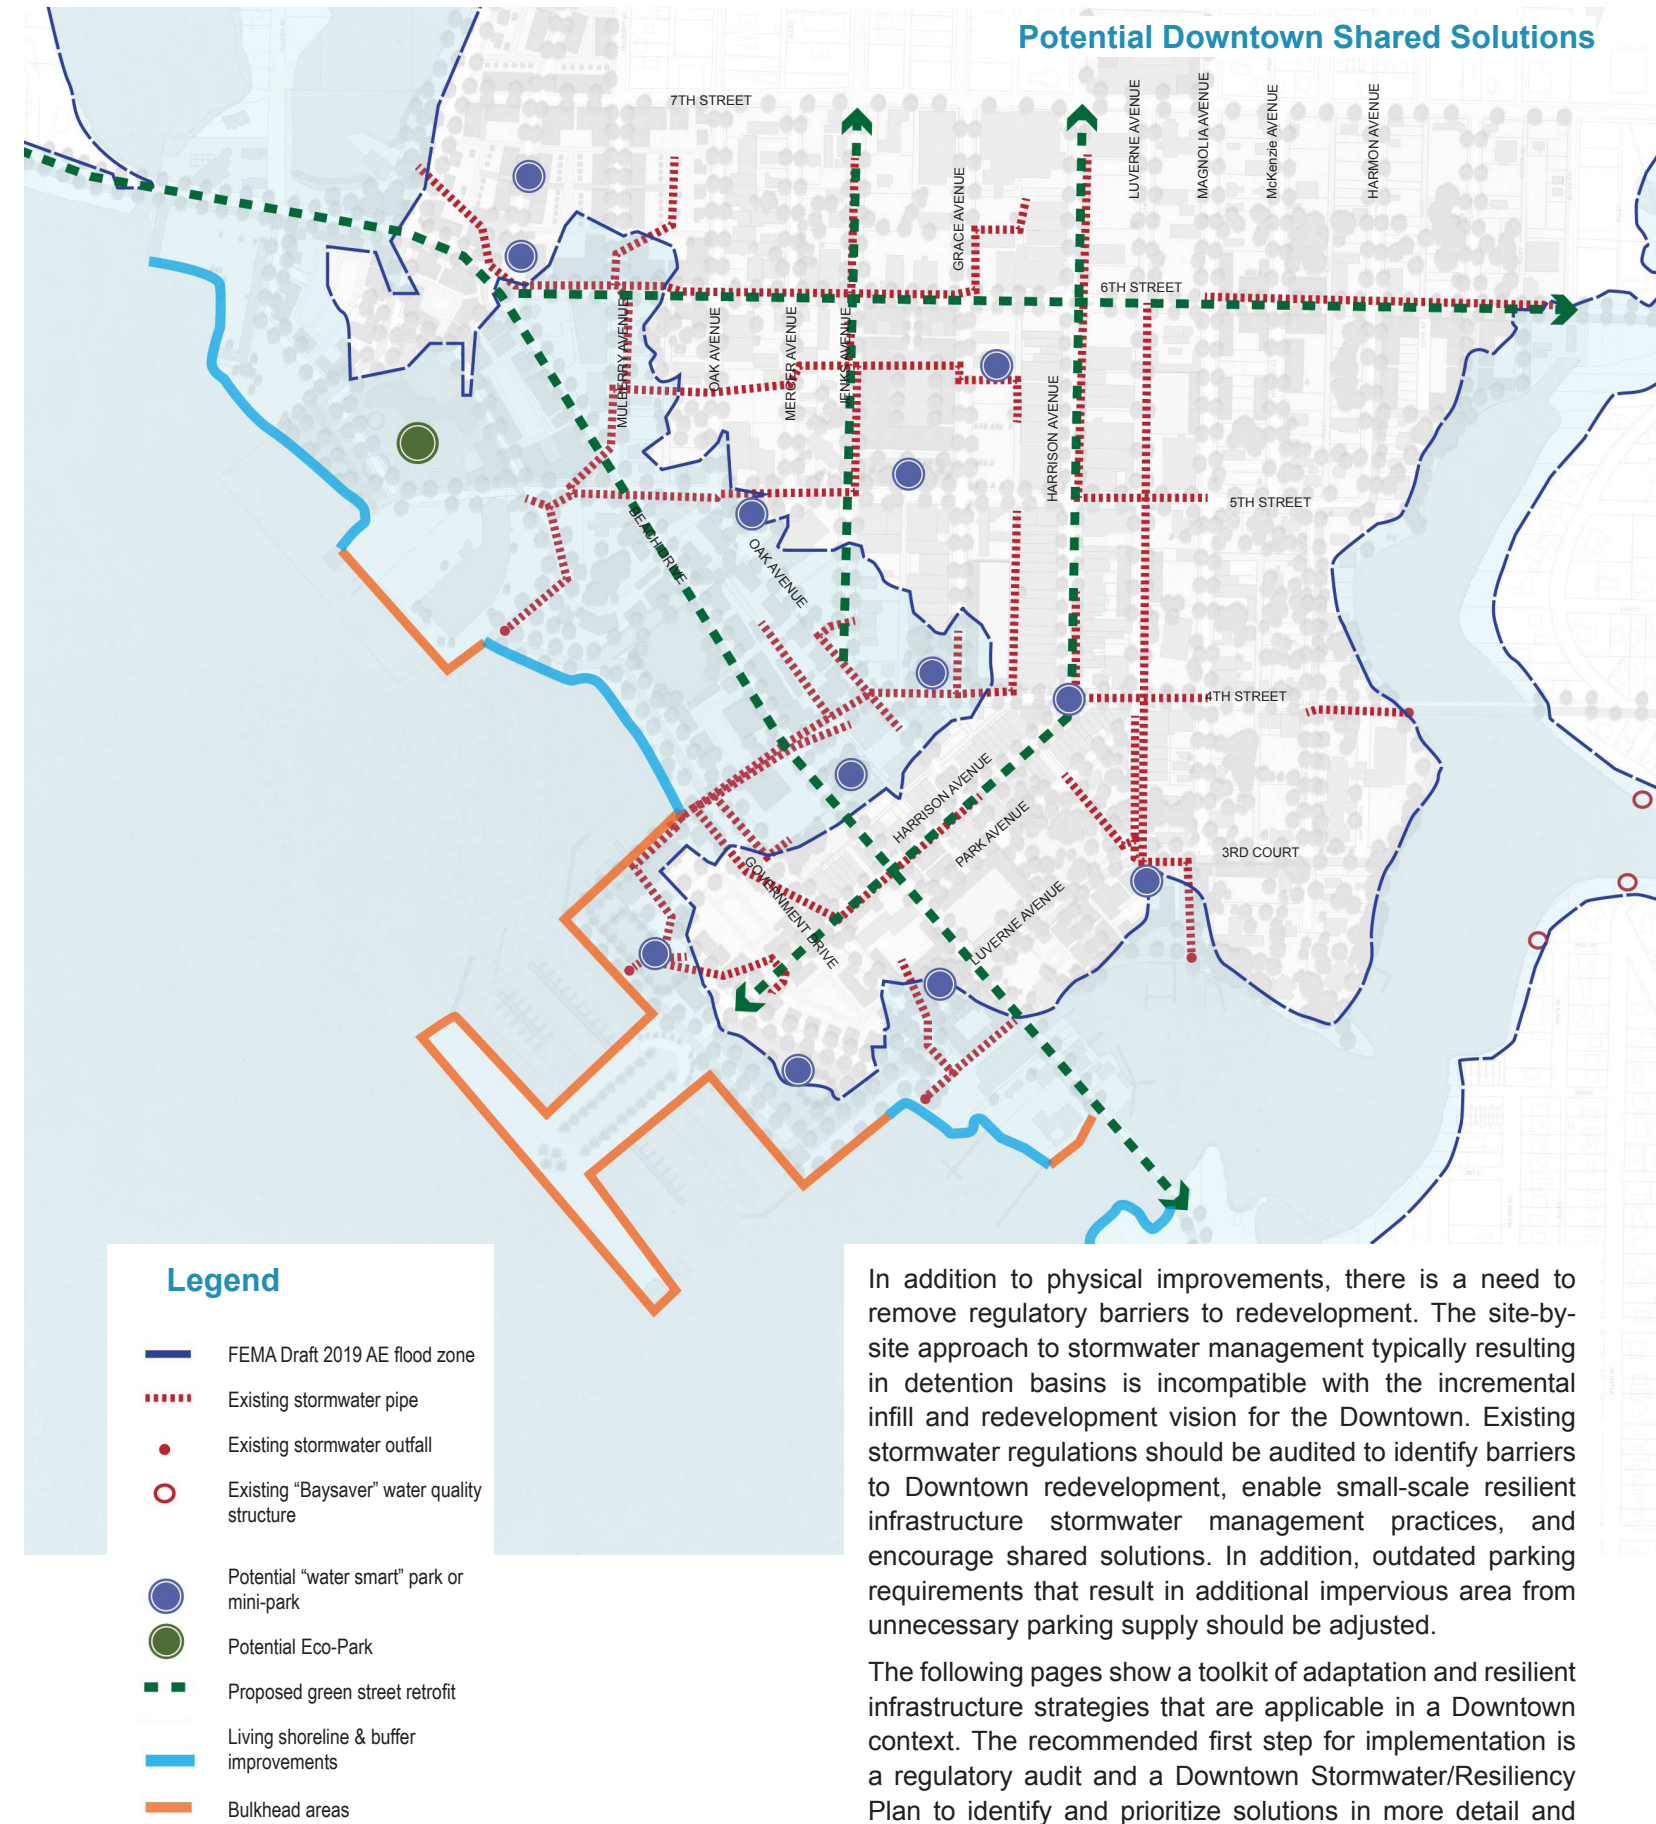 Potential Downtown Shared Solutions
7TH STREET
LUVERNE AVENUE
MAGNOLIA AVENUE
McKenzie AVENUE
HARMON AVENUE
GRACE AVENUE
6TH STREET
MULBERRY AVENUE
OAK AVENUE
MERCER AVENUE
JENKS AVENUE
HARRISON AVENUE
5TH STREET
BEACH DRIVE
OAK AVENUE
4TH STREET
HARRISON AVENUE
PARK AVENUE
3RD COURT
GOVERNMENT DRIVE
LUVERNE AVENUE
Legend
FEMA Draft 2019 AE flood zone
Existing stormwater pipe
Existing stormwater outfall
Existing “Baysaver” water quality
structure
Potential “water smart” park or
mini-park
Potential Eco-Park
Proposed green street retrofit
Living shoreline & buffer
improvements
Bulkhead areas
In addition to physical improvements, there is a need to
remove regulatory barriers to redevelopment. The site-by-
site approach to stormwater management typically resulting
in detention basins is incompatible with the incremental
infill and redevelopment vision for the Downtown. Existing
stormwater regulations should be audited to identify barriers
to Downtown redevelopment, enable small-scale resilient
infrastructure stormwater management practices, and
encourage shared solutions. In addition, outdated parking
requirements that result in additional impervious area from
unnecessary parking supply should be adjusted.
The following pages show a toolkit of adaptation and resilient
infrastructure strategies that are applicable in a Downtown
context. The recommended first step for implementation is
a regulatory audit and a Downtown Stormwater/Resiliency
Plan to identify and prioritize solutions in more detail and